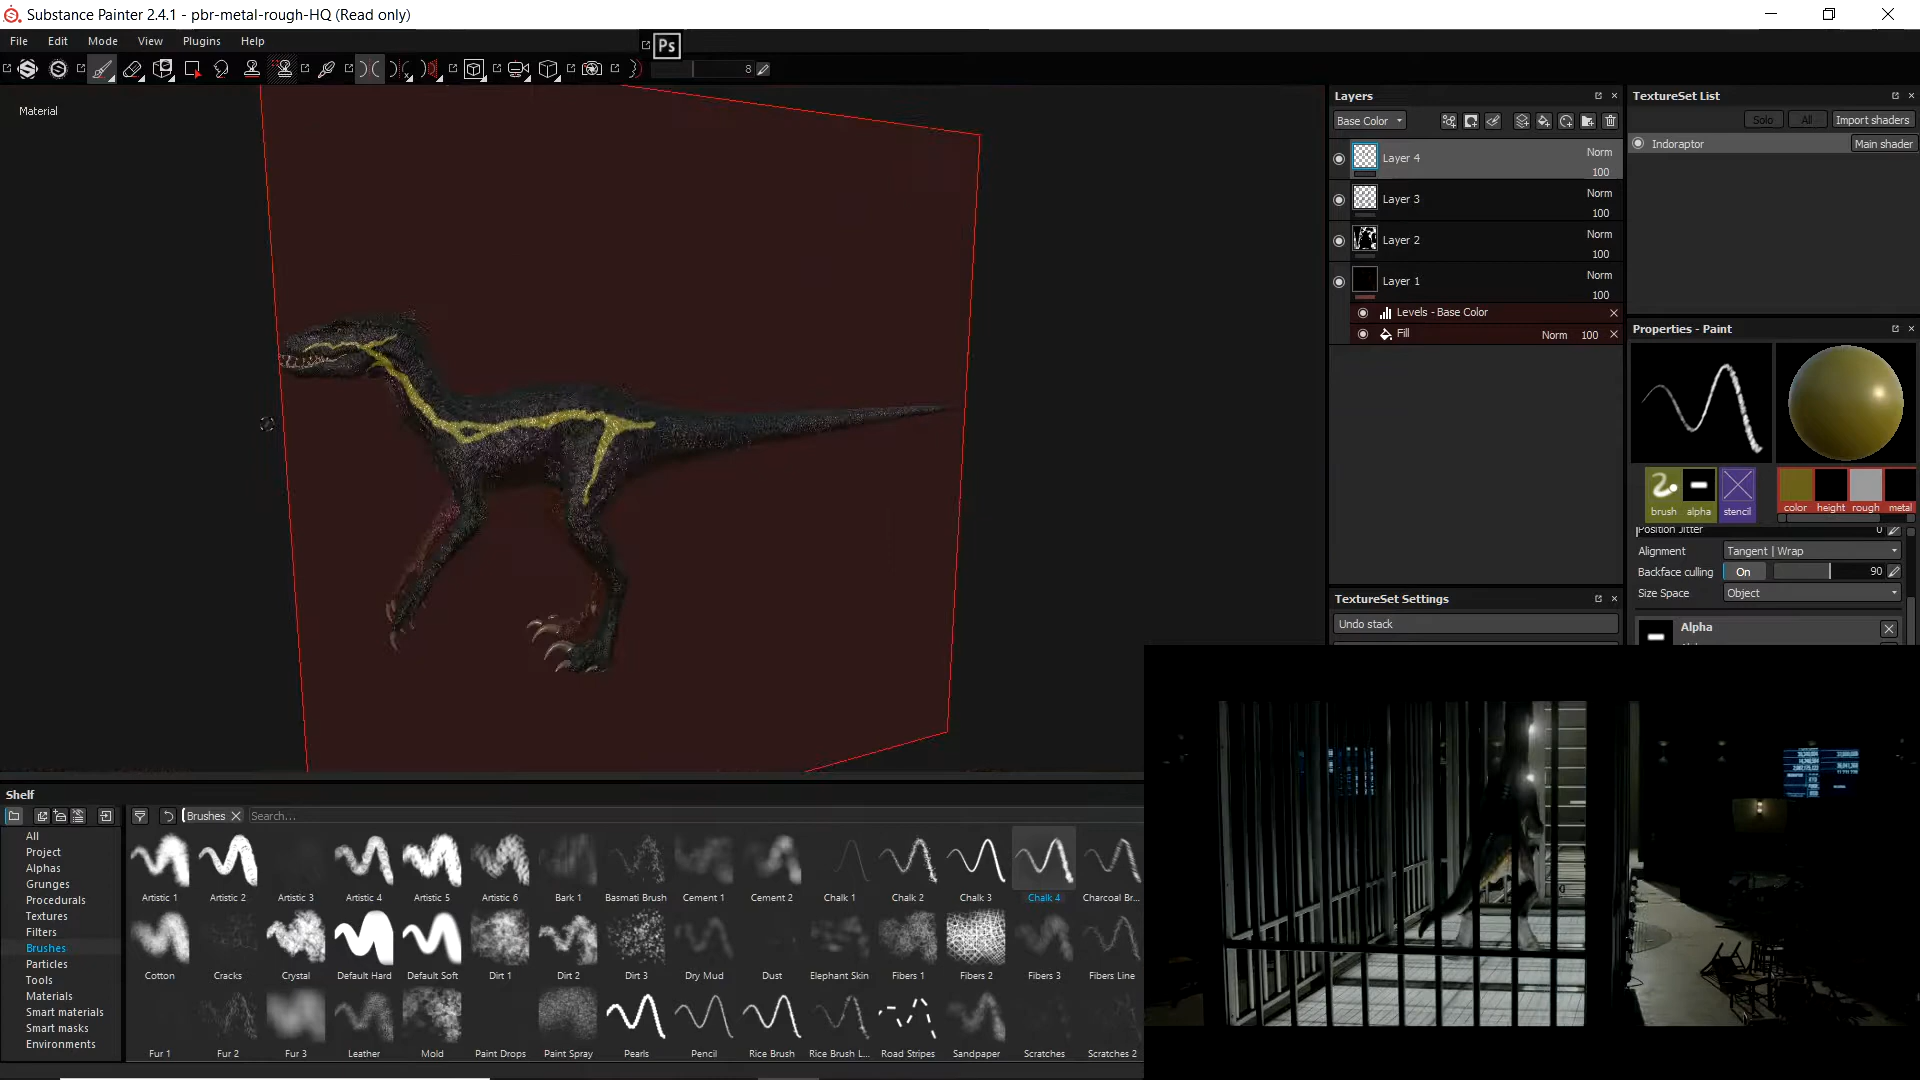 Substance Painter 2.4.1 - pbr-metal-rough-HQ (Read only)
File Edit Mode View Plugins Help
Ps
8
Material
Layers
Base Color
Layer 4 Norm 100
Layer 3 Norm 100
Layer 2 Norm 100
Layer 1 Norm 100
Levels - Base Color
Fill Norm 100
TextureSet Settings
Undo stack
TextureSet List
Solo All Import shaders
Indoraptor Main shader
Properties - Paint
brush alpha stencil color height rough metal
Position Jitter 0
Alignment Tangent | Wrap
Backface culling On 90
Size Space Object
Alpha
Shelf
Brushes Search...
All
Project
Alphas
Grunges
Procedurals
Textures
Filters
Brushes
Particles
Tools
Materials
Smart materials
Smart masks
Environments
Artistic 1 Artistic 2 Artistic 3 Artistic 4 Artistic 5 Artistic 6 Bark 1 Basmati Brush Cement 1 Cement 2 Chalk 1 Chalk 2 Chalk 3 Chalk 4 Charcoal Br...
Cotton Cracks Crystal Default Hard Default Soft Dirt 1 Dirt 2 Dirt 3 Dry Mud Dust Elephant Skin Fibers 1 Fibers 2 Fibers 3 Fibers Line
Fur 1 Fur 2 Fur 3 Leather Mold Paint Drops Paint Spray Pearls Pencil Rice Brush Rice Brush L... Road Stripes Sandpaper Scratches Scratches 2